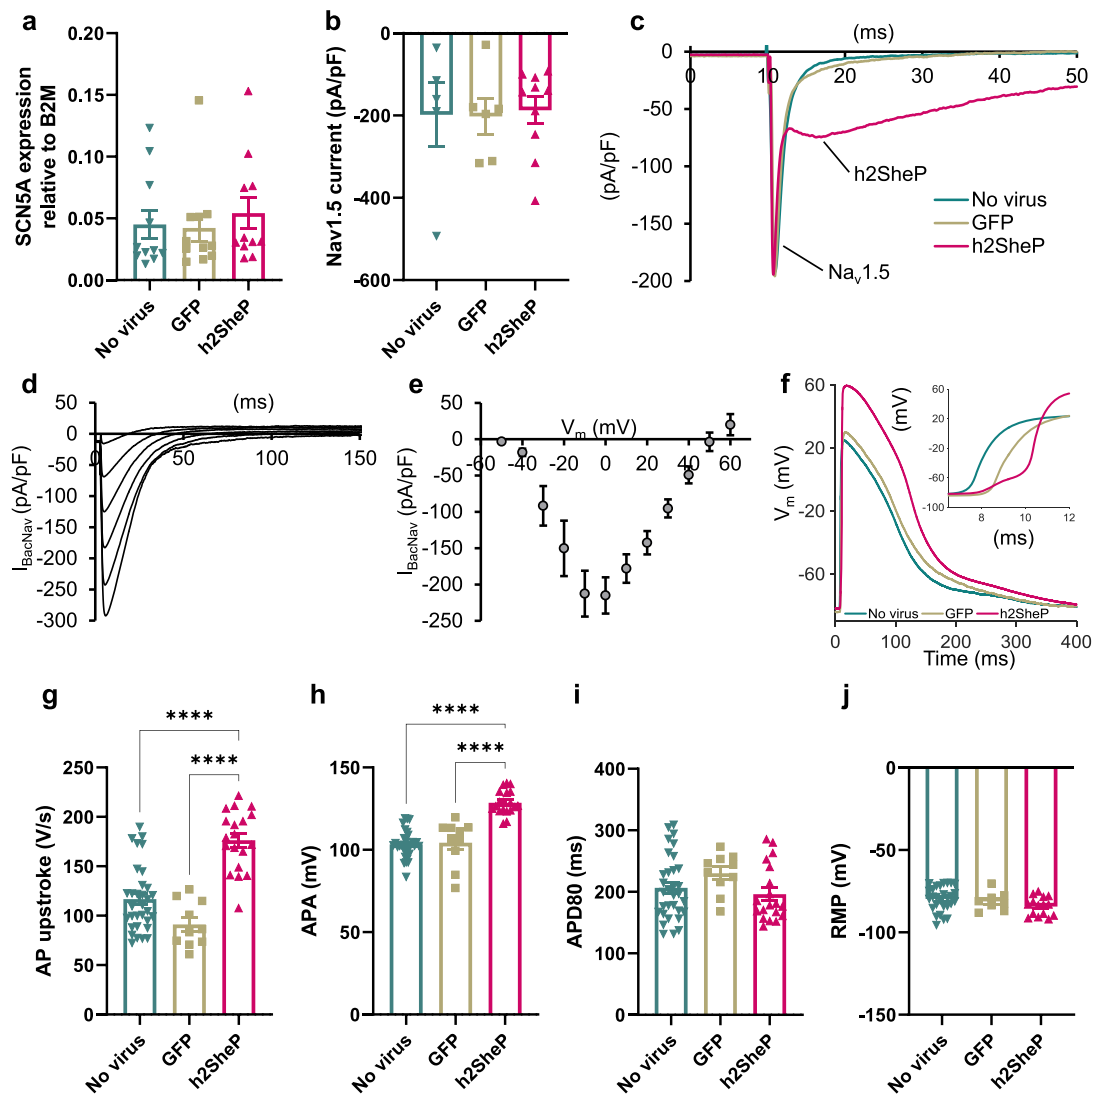 a
SCN5A expression
relative to B2M
0.20
0.15
0.10
0.05
0.00
No virus
GFP
h2SheP
b
Nav1.5 current (pA/pF)
0
-200
-400
-600
No virus
GFP
h2SheP
c
(ms)
(pA/pF)
0
-50
-100
-150
-200
0
10
20
30
40
50
h2SheP
Nav1.5
No virus
GFP
h2SheP
d
(ms)
IBacNav (pA/pF)
50
0
-50
-100
-150
-200
-250
-300
0
50
100
150
e
Vm (mV)
IBacNav (pA/pF)
50
0
-50
-100
-150
-200
-250
-60
-40
-20
0
20
40
60
f
Vm (mV)
60
20
-20
-60
(mV)
60
20
-20
-60
-100
8
10
12
(ms)
No virus
GFP
h2SheP
0
100
200
300
400
Time (ms)
g
****
****
AP upstroke (V/s)
250
200
150
100
50
0
No virus
GFP
h2SheP
h
****
****
APA (mV)
150
100
50
0
No virus
GFP
h2SheP
i
APD80 (ms)
400
300
200
100
0
No virus
GFP
h2SheP
j
RMP (mV)
0
-50
-100
-150
No virus
GFP
h2SheP